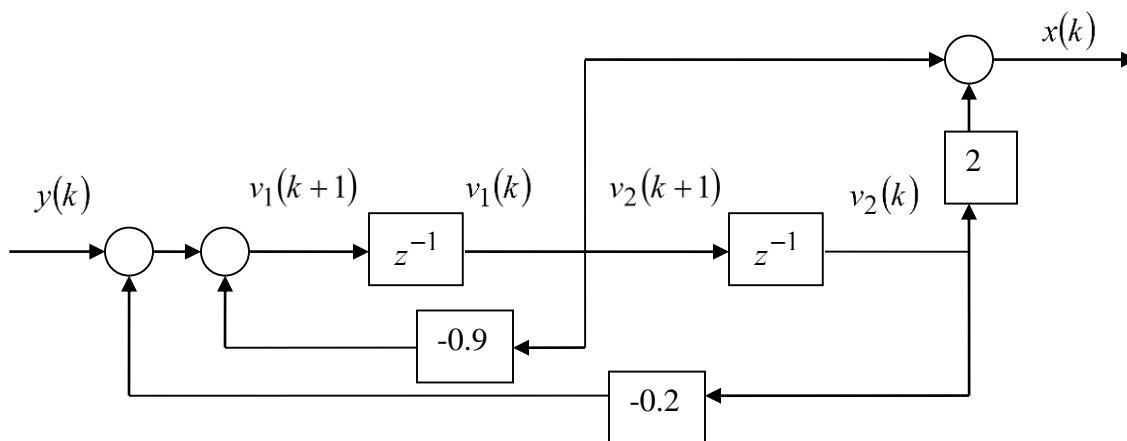 x(k)
2
y(k)
v₁(k+1)
v₁(k)
v₂(k+1)
v₂(k)
z⁻¹
z⁻¹
-0.9
-0.2